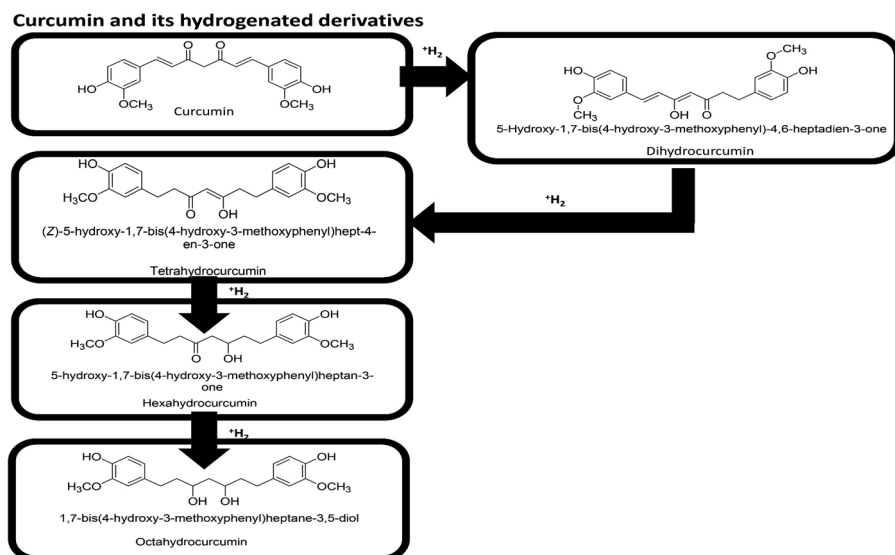 Curcumin and its hydrogenated derivatives
O O
HO OH
OCH₃ OCH₃
Curcumin
⁺H₂
OCH₃
O
HO OH
O
OCH₃ OH O
5-Hydroxy-1,7-bis(4-hydroxy-3-methoxyphenyl)-4,6-heptadien-3-one
Dihydrocurcumin
⁺H₂
HO OH
H₃CO OCH₃
O OH
(Z)-5-hydroxy-1,7-bis(4-hydroxy-3-methoxyphenyl)hept-4-
en-3-one
Tetrahydrocurcumin
⁺H₂
HO OH
H₃CO OCH₃
O OH
5-hydroxy-1,7-bis(4-hydroxy-3-methoxyphenyl)heptan-3-
one
Hexahydrocurcumin
⁺H₂
HO OH
H₃CO OCH₃
OH OH
1,7-bis(4-hydroxy-3-methoxyphenyl)heptane-3,5-diol
Octahydrocurcumin